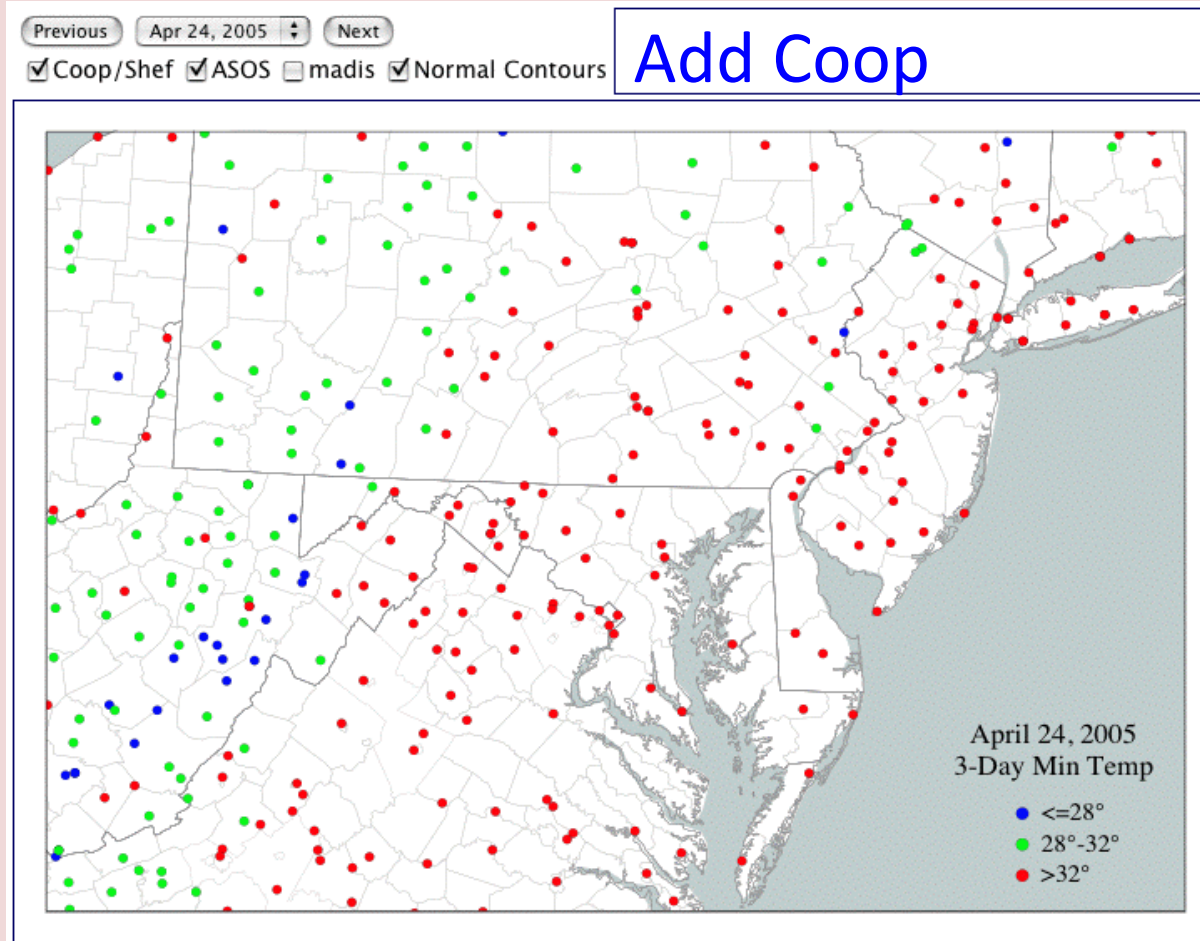 Previous Apr 24, 2005 Next
Coop/Shef ASOS madis Normal Contours
Add Coop
April 24, 2005
3-Day Min Temp
<=28°
28°-32°
>32°